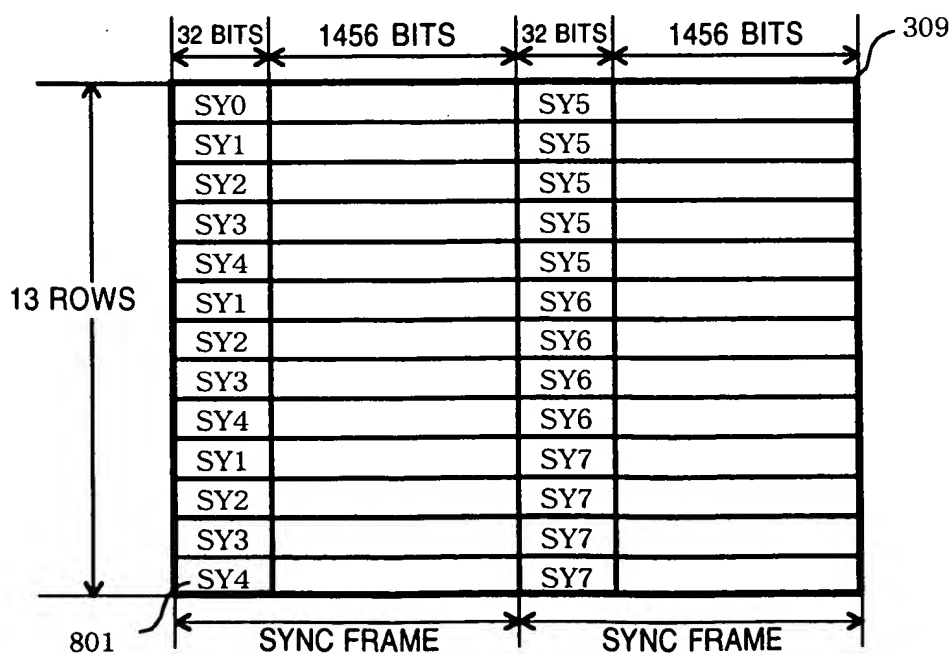 32 BITS 1456 BITS 32 BITS 1456 BITS
309
SY0 SY5
SY1 SY5
SY2 SY5
SY3 SY5
SY4 SY5
13 ROWS
SY1 SY6
SY2 SY6
SY3 SY6
SY4 SY6
SY1 SY7
SY2 SY7
SY3 SY7
SY4 SY7
801
SYNC FRAME SYNC FRAME